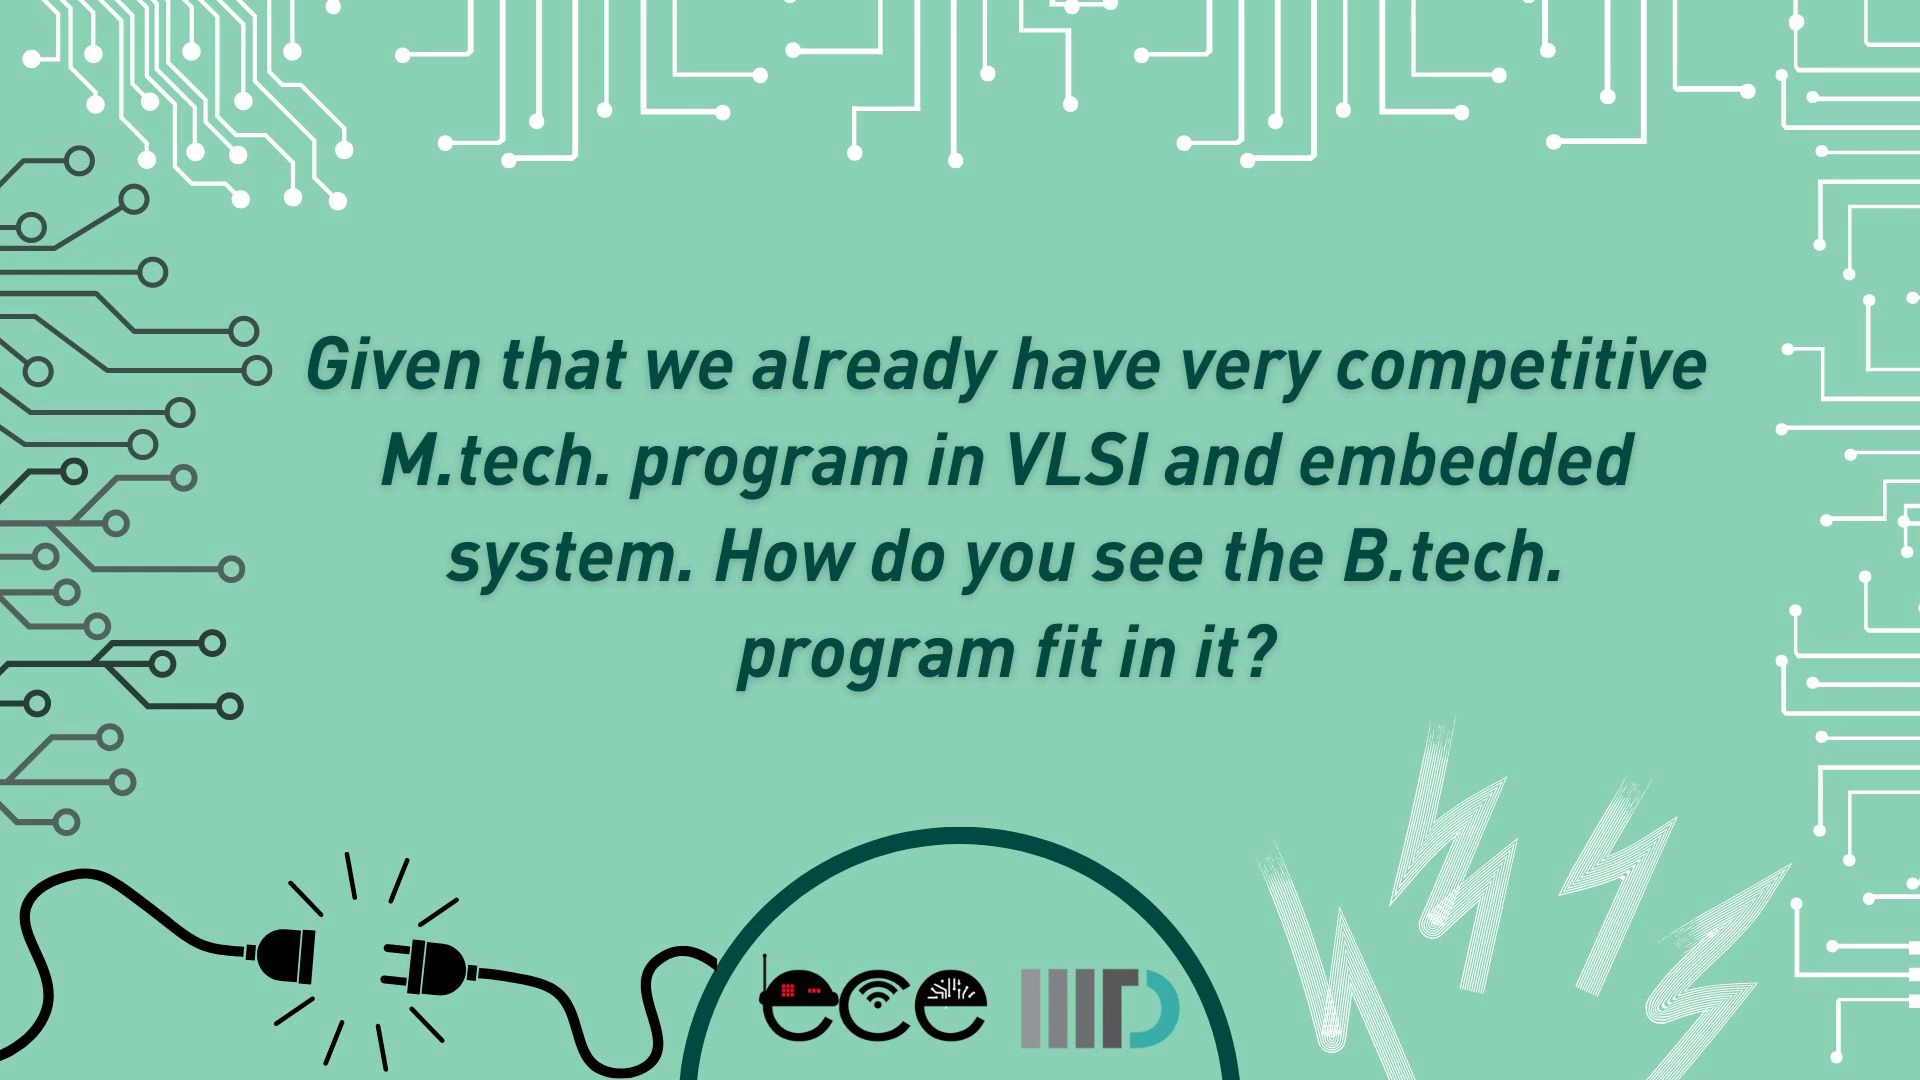 Given that we already have very competitive
M.tech. program in VLSI and embedded
system. How do you see the B.tech.
program fit in it?
ece IIITD